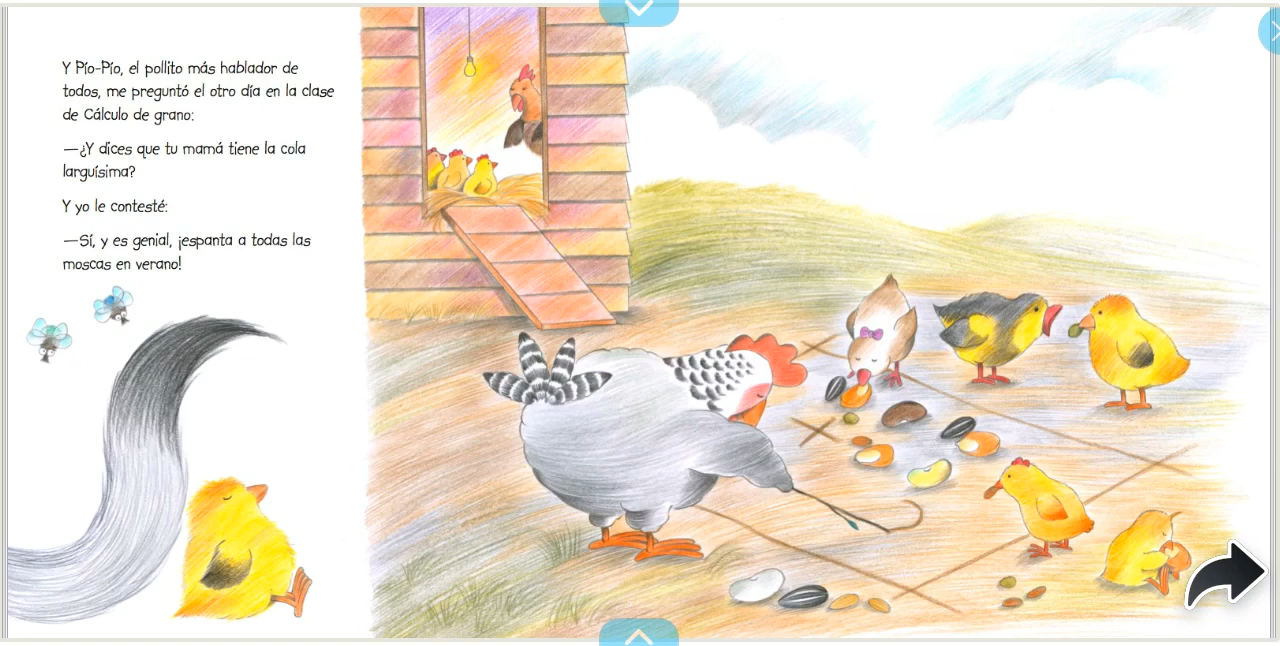 Y Pío-Pío, el pollito más hablador de
todos, me preguntó el otro día en la clase
de Cálculo de grano:
—¿Y dices que tu mamá tiene la cola
larguísima?
Y yo le contesté:
—Sí, y es genial, ¡espanta a todas las
moscas en verano!